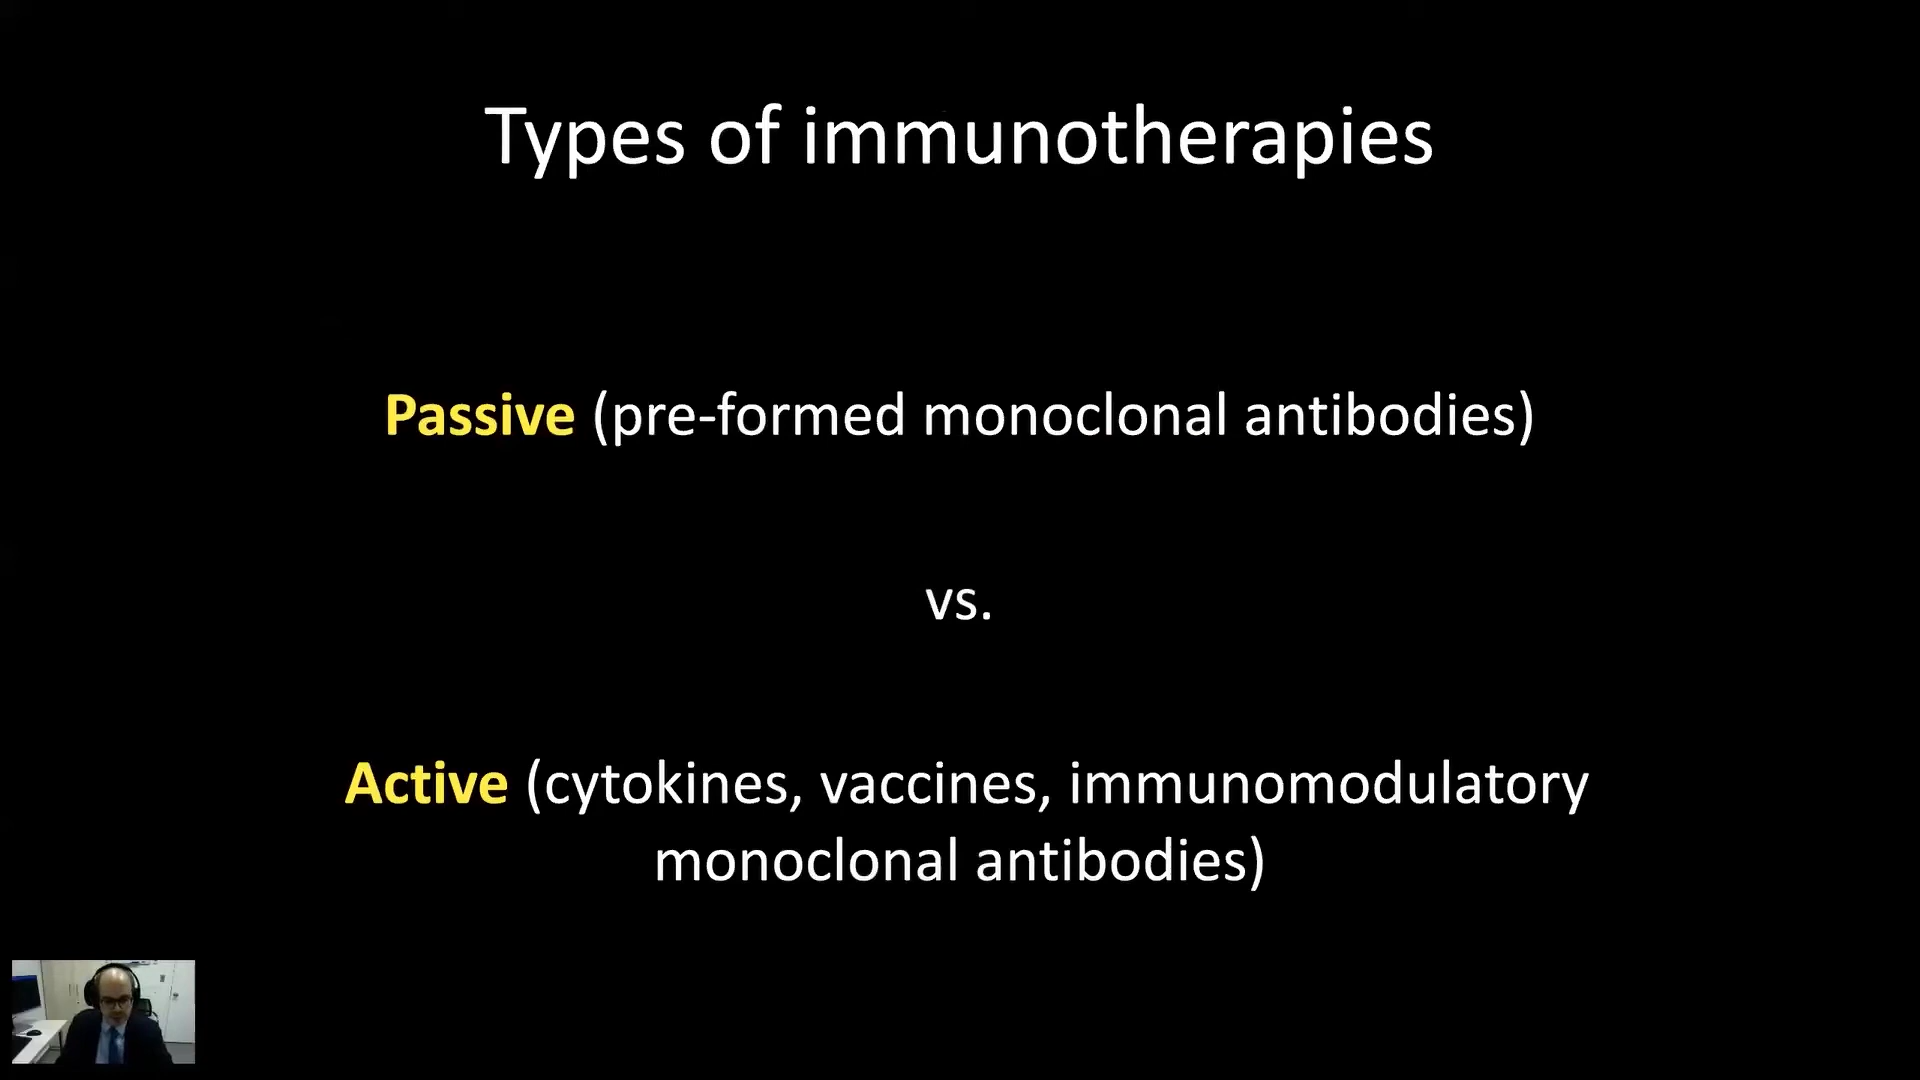 Types of immunotherapies
Passive (pre-formed monoclonal antibodies)
vs.
Active (cytokines, vaccines, immunomodulatory
monoclonal antibodies)